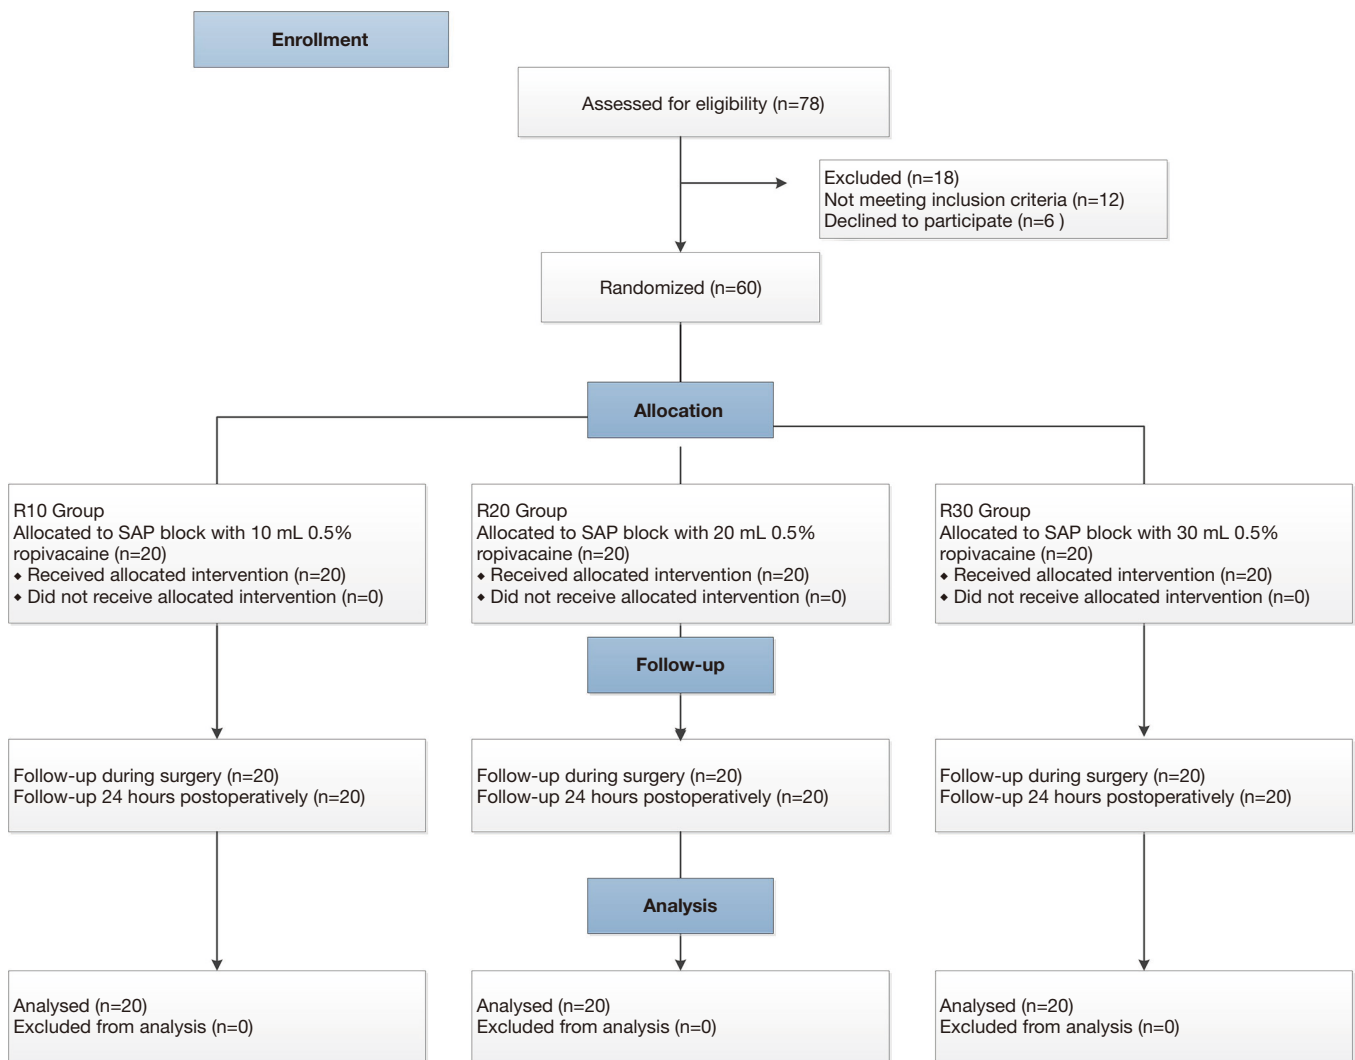 Enrollment
Assessed for eligibility (n=78)
Excluded (n=18)
Not meeting inclusion criteria (n=12)
Declined to participate (n=6 )
Randomized (n=60)
Allocation
R10 Group
Allocated to SAP block with 10 mL 0.5%
ropivacaine (n=20)
◆ Received allocated intervention (n=20)
◆ Did not receive allocated intervention (n=0)
R20 Group
Allocated to SAP block with 20 mL 0.5%
ropivacaine (n=20)
◆ Received allocated intervention (n=20)
◆ Did not receive allocated intervention (n=0)
R30 Group
Allocated to SAP block with 30 mL 0.5%
ropivacaine (n=20)
◆ Received allocated intervention (n=20)
◆ Did not receive allocated intervention (n=0)
Follow-up
Follow-up during surgery (n=20)
Follow-up 24 hours postoperatively (n=20)
Follow-up during surgery (n=20)
Follow-up 24 hours postoperatively (n=20)
Follow-up during surgery (n=20)
Follow-up 24 hours postoperatively (n=20)
Analysis
Analysed (n=20)
Excluded from analysis (n=0)
Analysed (n=20)
Excluded from analysis (n=0)
Analysed (n=20)
Excluded from analysis (n=0)